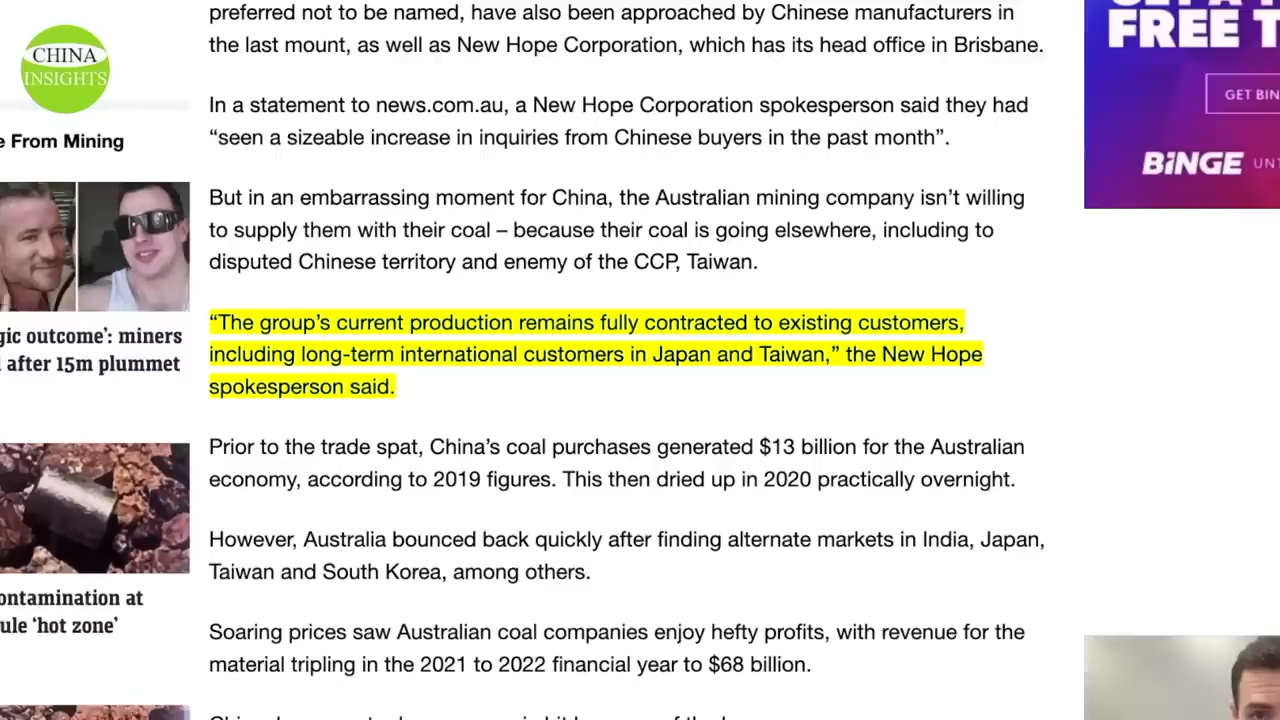 preferred not to be named, have also been approached by Chinese manufacturers in
the last mount, as well as New Hope Corporation, which has its head office in Brisbane.
In a statement to news.com.au, a New Hope Corporation spokesperson said they had
“seen a sizeable increase in inquiries from Chinese buyers in the past month”.
But in an embarrassing moment for China, the Australian mining company isn’t willing
to supply them with their coal – because their coal is going elsewhere, including to
disputed Chinese territory and enemy of the CCP, Taiwan.
“The group’s current production remains fully contracted to existing customers,
including long-term international customers in Japan and Taiwan,” the New Hope
spokesperson said.
Prior to the trade spat, China’s coal purchases generated $13 billion for the Australian
economy, according to 2019 figures. This then dried up in 2020 practically overnight.
However, Australia bounced back quickly after finding alternate markets in India, Japan,
Taiwan and South Korea, among others.
Soaring prices saw Australian coal companies enjoy hefty profits, with revenue for the
material tripling in the 2021 to 2022 financial year to $68 billion.
CHINA
INSIGHTS
e From Mining
gic outcome’: miners
after 15m plummet
ontamination at
ule ‘hot zone’
FREE T
GET BIN
BINGE UNT